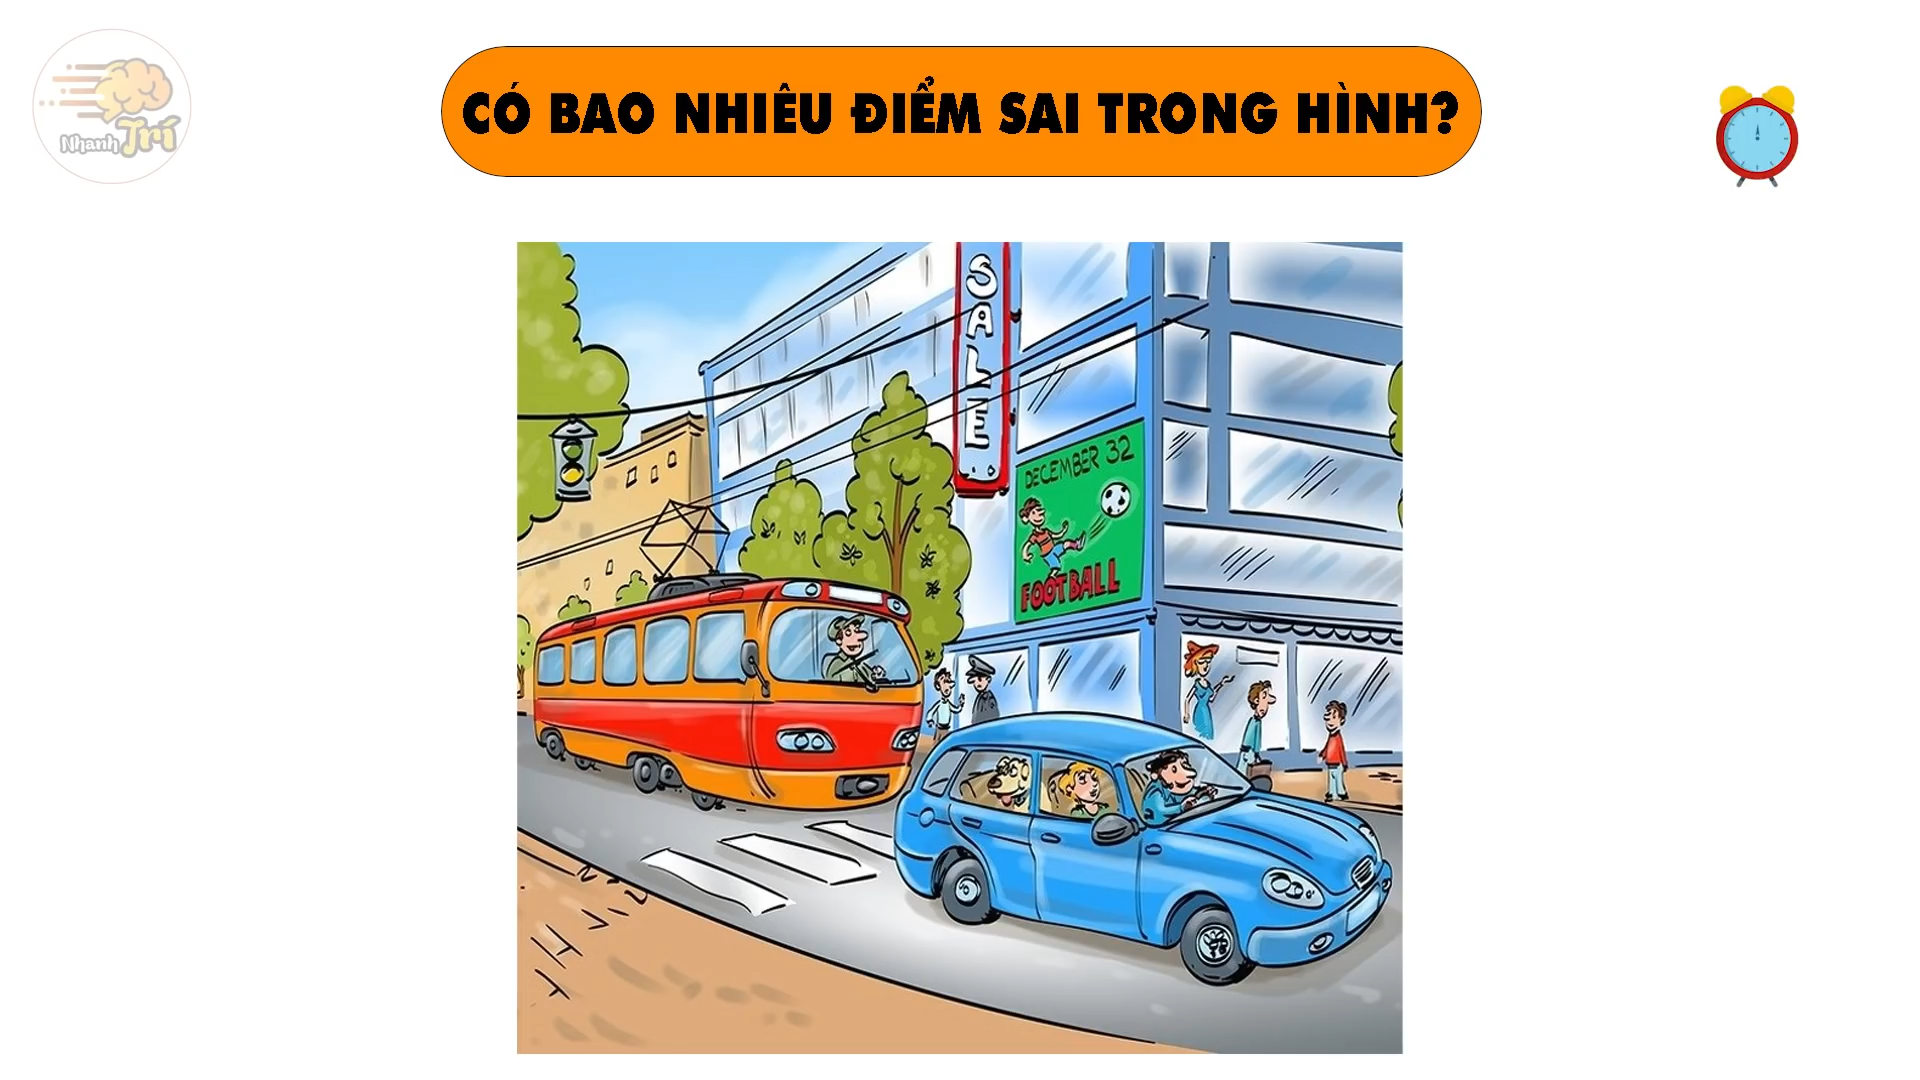 Nhanh Trí
CÓ BAO NHIÊU ĐIỂM SAI TRONG HÌNH?
SALE
DECEMBER 32
FOOTBALL